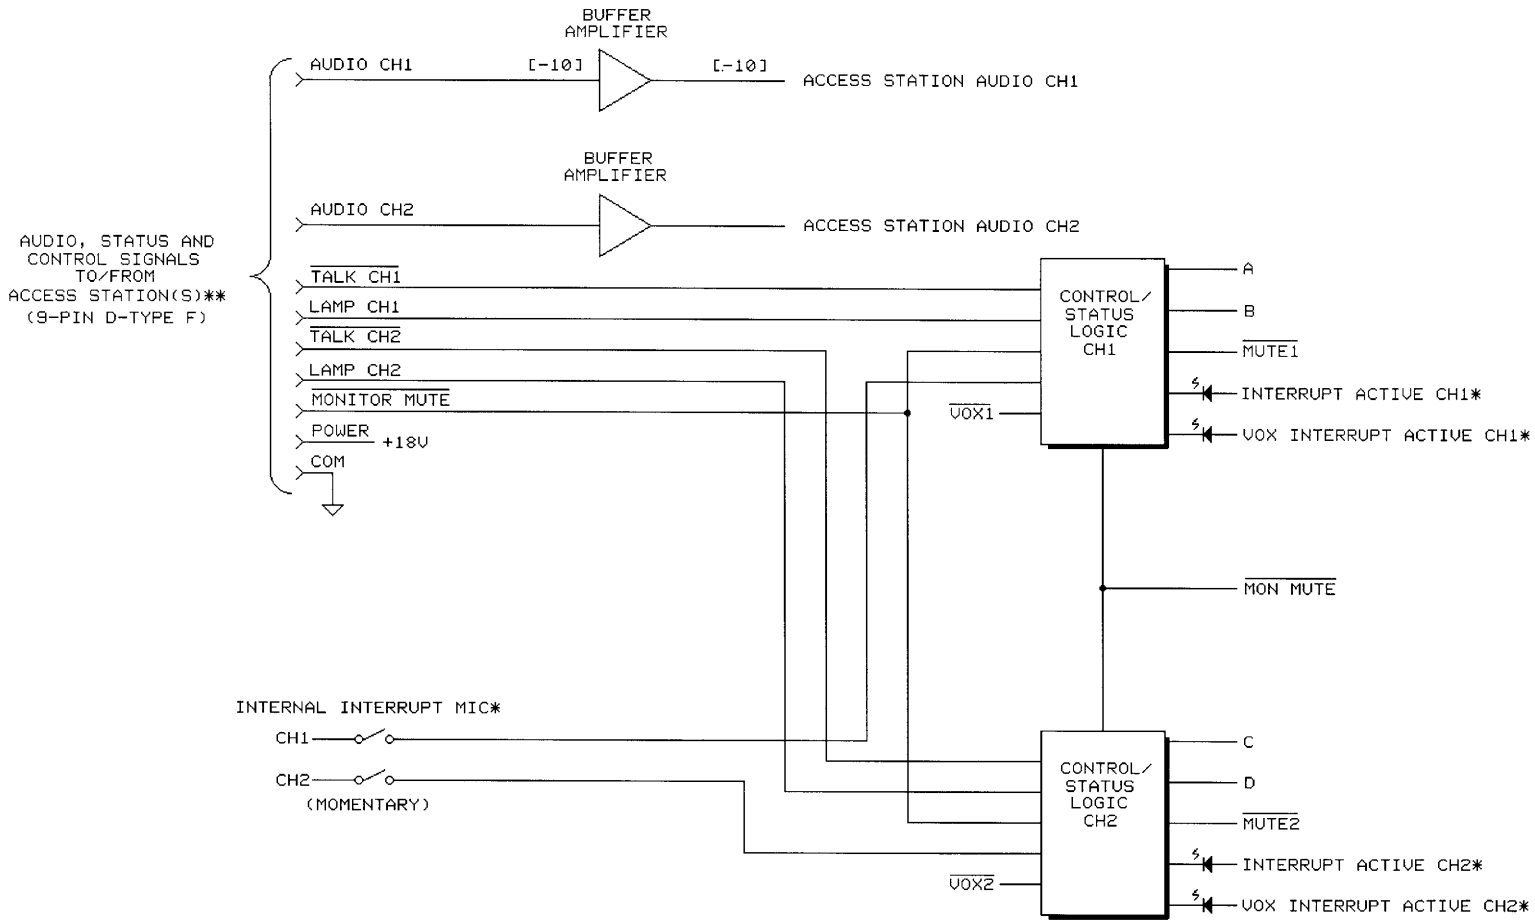 BUFFER
AMPLIFIER
AUDIO CH1
[-10]
[-10]
ACCESS STATION AUDIO CH1
BUFFER
AMPLIFIER
AUDIO CH2
ACCESS STATION AUDIO CH2
AUDIO, STATUS AND
CONTROL SIGNALS
TO/FROM
ACCESS STATION(S)**
(9-PIN D-TYPE F)
TALK CH1
LAMP CH1
TALK CH2
LAMP CH2
MONITOR MUTE
POWER
+18V
COM
CONTROL/
STATUS
LOGIC
CH1
VOX1
A
B
MUTE1
INTERRUPT ACTIVE CH1*
VOX INTERRUPT ACTIVE CH1*
MON MUTE
INTERNAL INTERRUPT MIC*
CH1
CH2
(MOMENTARY)
CONTROL/
STATUS
LOGIC
CH2
VOX2
C
D
MUTE2
INTERRUPT ACTIVE CH2*
VOX INTERRUPT ACTIVE CH2*